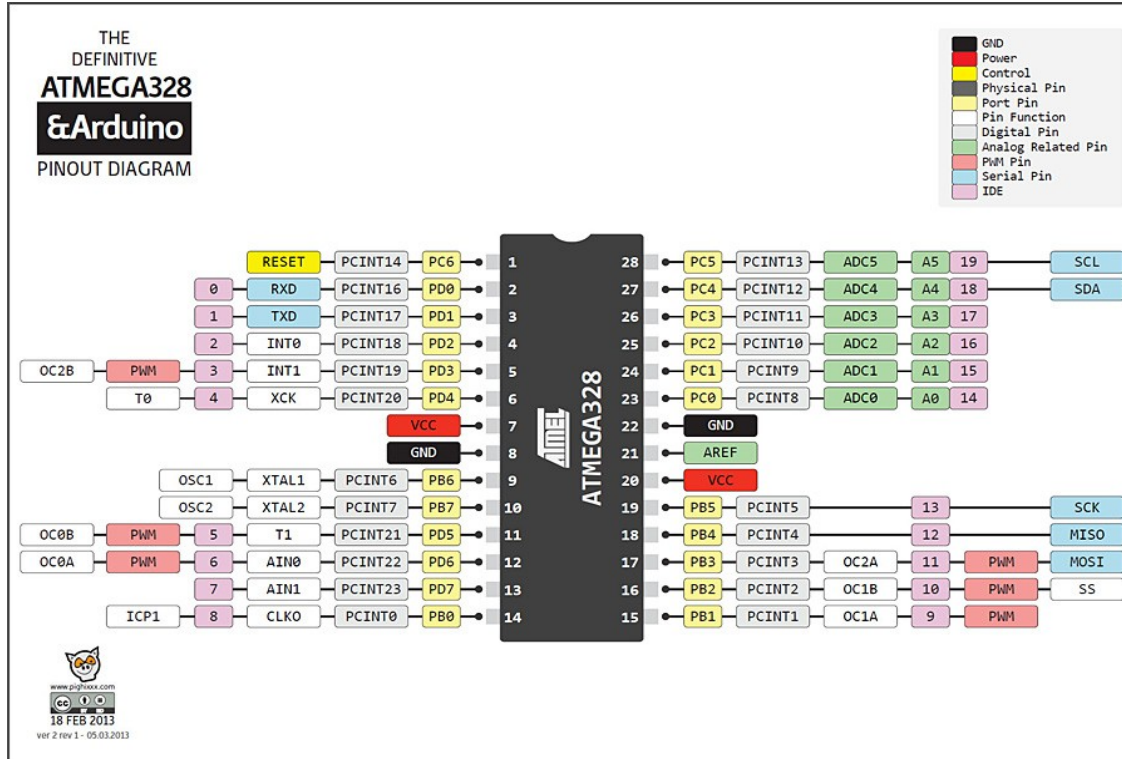 THE
DEFINITIVE
ATMEGA328
&Arduino
PINOUT DIAGRAM
GND
Power
Control
Physical Pin
Port Pin
Pin Function
Digital Pin
Analog Related Pin
PWM Pin
Serial Pin
IDE
RESET PCINT14 PC6 1
0 RXD PCINT16 PD0 2
1 TXD PCINT17 PD1 3
2 INT0 PCINT18 PD2 4
OC2B PWM 3 INT1 PCINT19 PD3 5
T0 4 XCK PCINT20 PD4 6
VCC 7
GND 8
OSC1 XTAL1 PCINT6 PB6 9
OSC2 XTAL2 PCINT7 PB7 10
OC0B PWM 5 T1 PCINT21 PD5 11
OC0A PWM 6 AIN0 PCINT22 PD6 12
7 AIN1 PCINT23 PD7 13
ICP1 8 CLKO PCINT0 PB0 14
ATMEL
ATMEGA328
28 PC5 PCINT13 ADC5 A5 19 SCL
27 PC4 PCINT12 ADC4 A4 18 SDA
26 PC3 PCINT11 ADC3 A3 17
25 PC2 PCINT10 ADC2 A2 16
24 PC1 PCINT9 ADC1 A1 15
23 PC0 PCINT8 ADC0 A0 14
22 GND
21 AREF
20 VCC
19 PB5 PCINT5 13 SCK
18 PB4 PCINT4 12 MISO
17 PB3 PCINT3 OC2A 11 PWM MOSI
16 PB2 PCINT2 OC1B 10 PWM SS
15 PB1 PCINT1 OC1A 9 PWM
www.pighixxx.com
cc
18 FEB 2013
ver 2 rev 1 - 05.03.2013